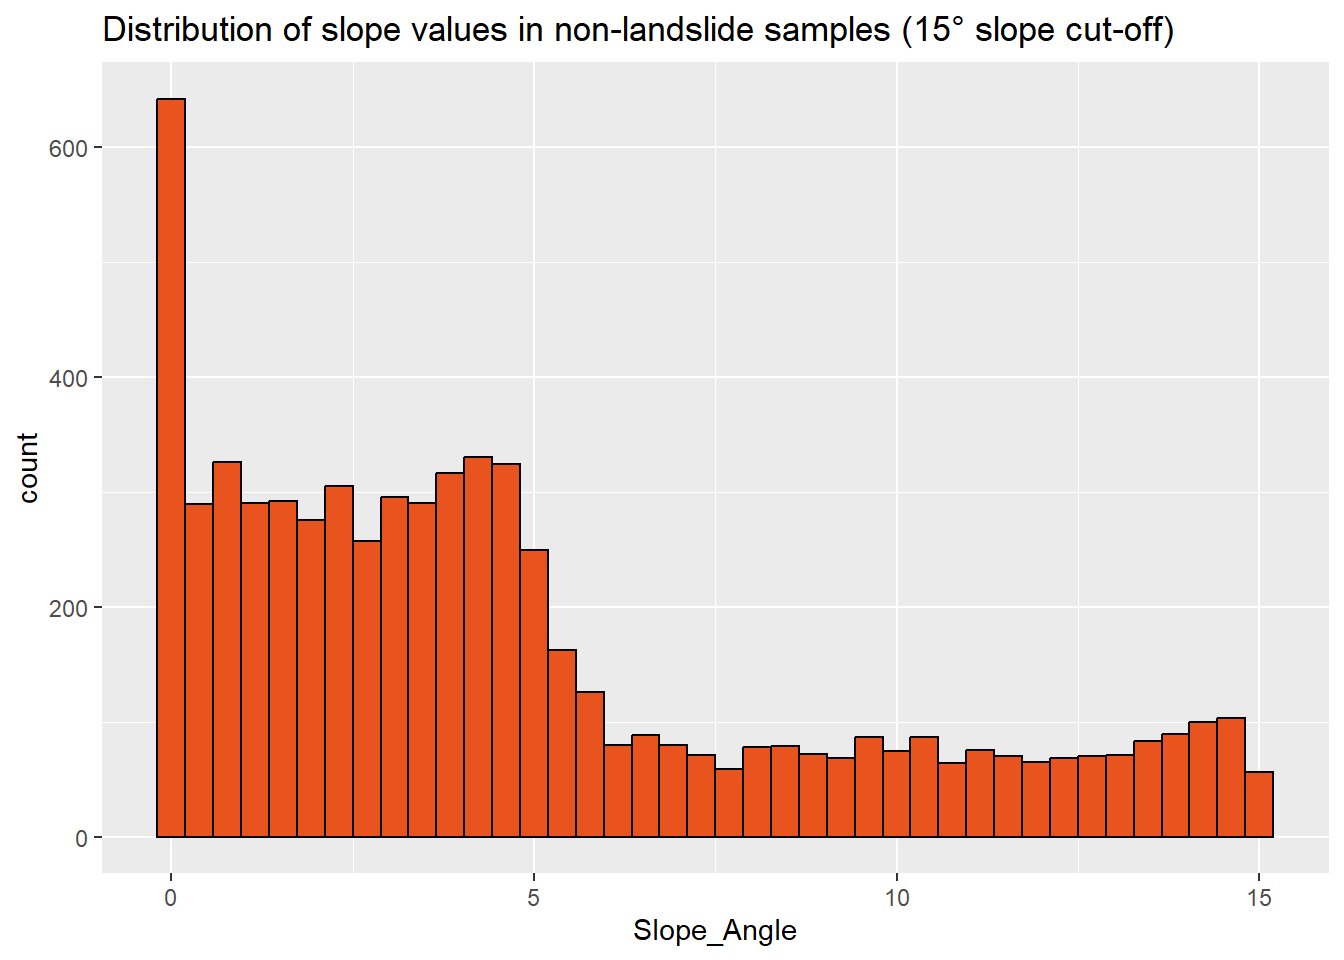 Distribution of slope values in non-landslide samples (15° slope cut-off)
600
400
200
0
count
0 5 10 15
Slope_Angle